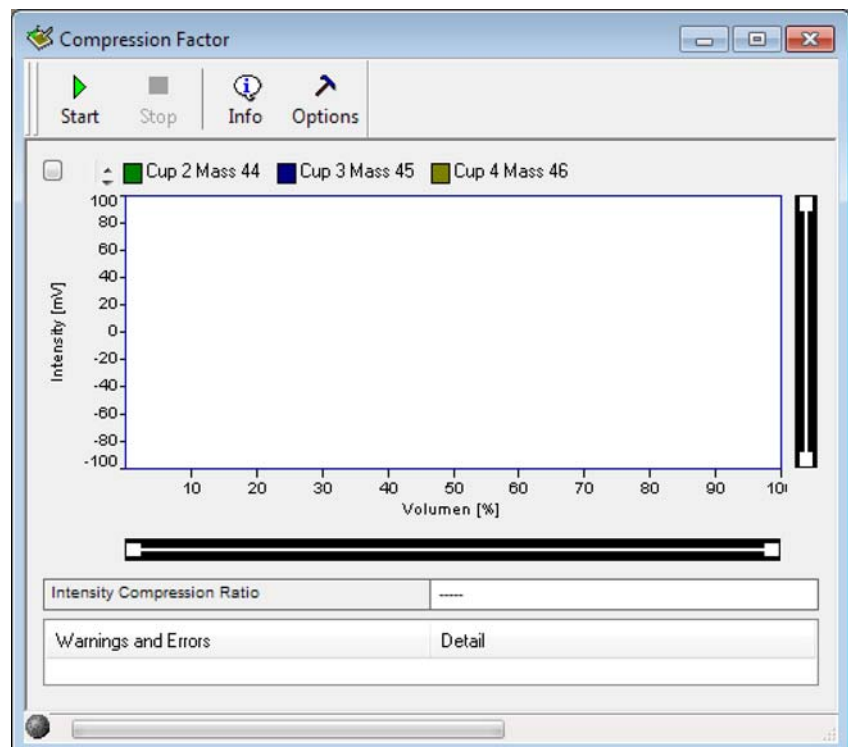 Compression Factor
Start Stop Info Options
Cup 2 Mass 44 Cup 3 Mass 45 Cup 4 Mass 46
100
80
60
40
20
0
-20
-40
-60
-80
-100
Intensity [mV]
10 20 30 40 50 60 70 80 90 10
Volumen [%]
Intensity Compression Ratio -----
Warnings and Errors Detail